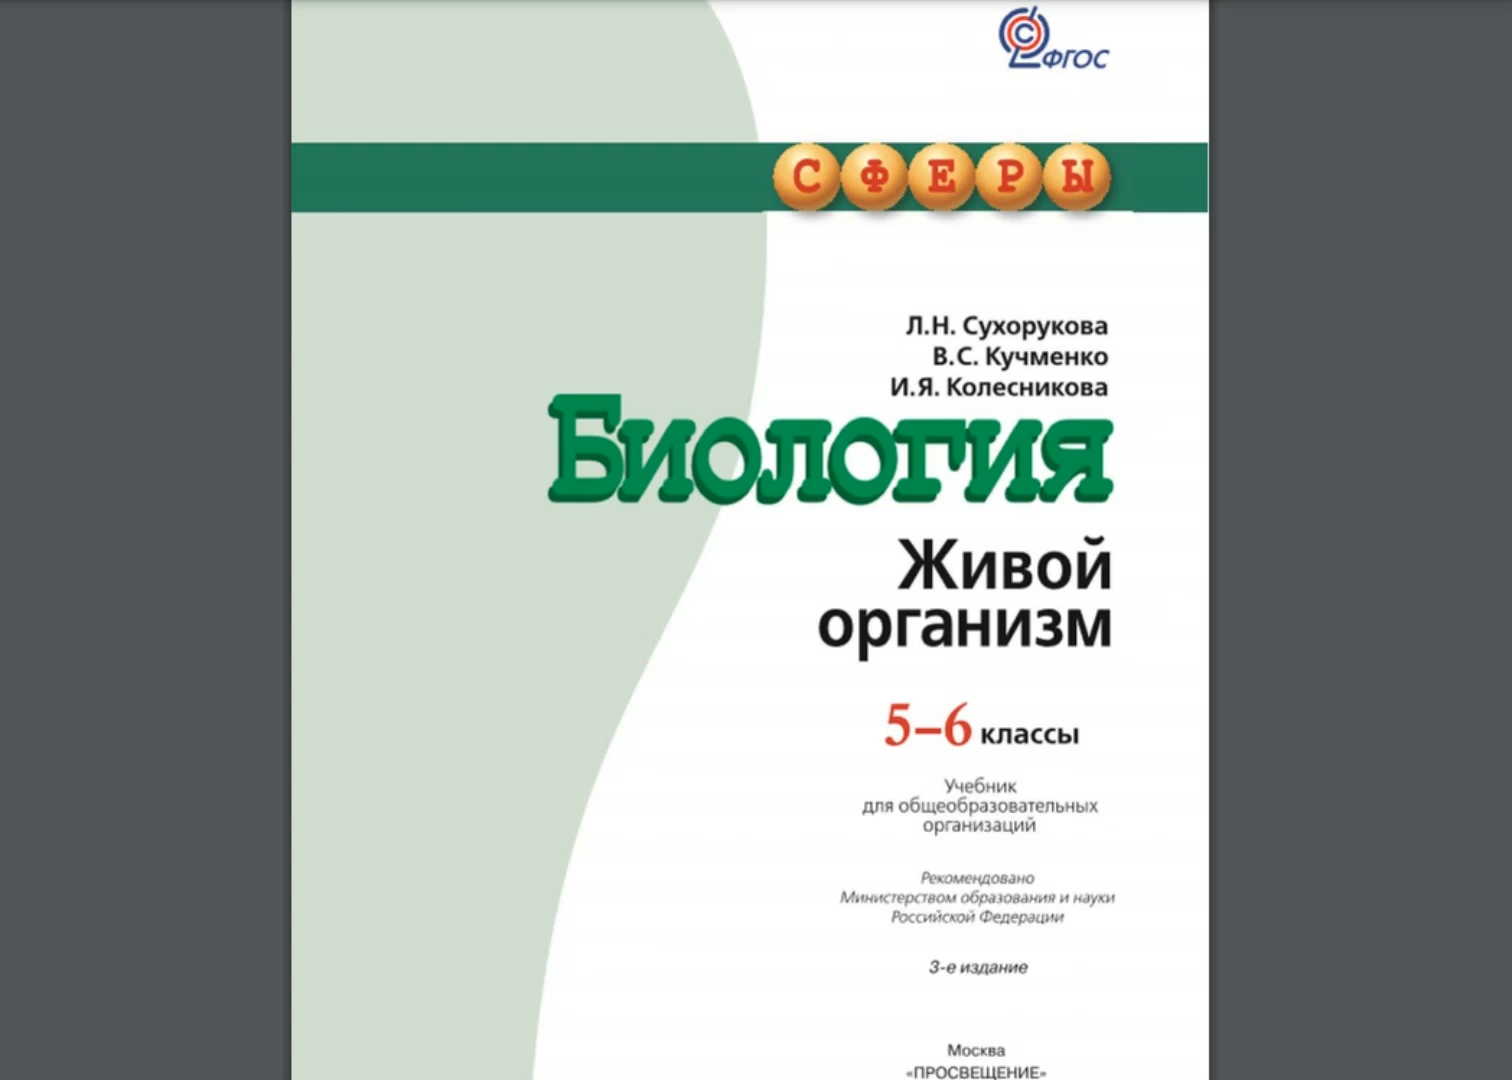 ФГОС
СФЕРЫ
Л.Н. Сухорукова
В.С. Кучменко
И.Я. Колесникова
Биология
Живой
организм
5–6 классы
Учебник
для общеобразовательных
организаций
Рекомендовано
Министерством образования и науки
Российской Федерации
3-е издание
Москва
«ПРОСВЕЩЕНИЕ»